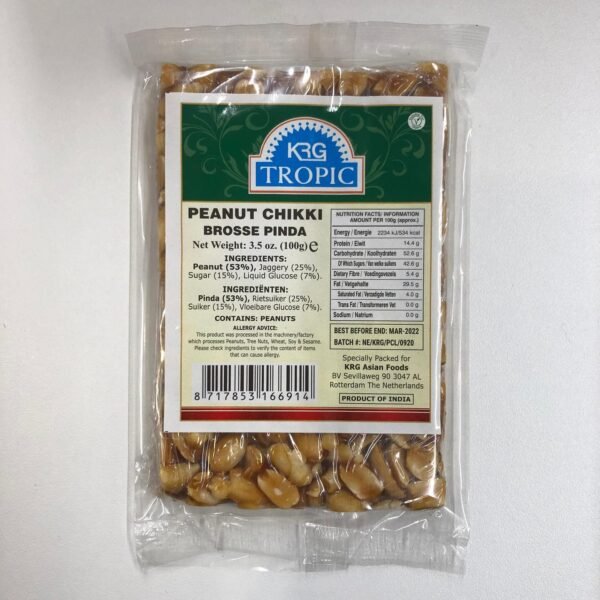 KRG
TROPIC
PEANUT CHIKKI
BROSSE PINDA
Net Weight: 3.5 oz. (100g) e
INGREDIENTS:
Peanut (53%), Jaggery (25%),
Sugar (15%), Liquid Glucose (7%).
INGREDIËNTEN:
Pinda (53%), Rietsuiker (25%),
Suiker (15%), Vloeibare Glucose (7%).
CONTAINS: PEANUTS
ALLERGY ADVICE:
This product was processed in the machinery/factory
which processes Peanuts, Tree Nuts, Wheat, Soy & Sesame.
Please check ingredients to verify the content of items
that can cause allergy.
8 717853 166914
NUTRITION FACTS/ INFORMATION
AMOUNT PER 100g (approx.)
Energy / Energie 2234 kJ/534 kcal
Protein / Eiwit 14.4 g
Carbohydrate / Koolhydraten 52.6 g
Of Which Sugars / Van welke suikers 42.6 g
Dietary Fibre / Voedingsvezels 5.4 g
Fat / Vetgehalte 29.5 g
Saturated Fat / Verzadigde Vetten 4.0 g
Trans Fat / Transformeren Vet 0.0 g
Sodium / Natrium 0.0 g
BEST BEFORE END: MAR-2022
BATCH #: NE/KRG/PCL/0920
Specially Packed for
KRG Asian Foods
BV Sevillaweg 90 3047 AL
Rotterdam The Netherlands
PRODUCT OF INDIA